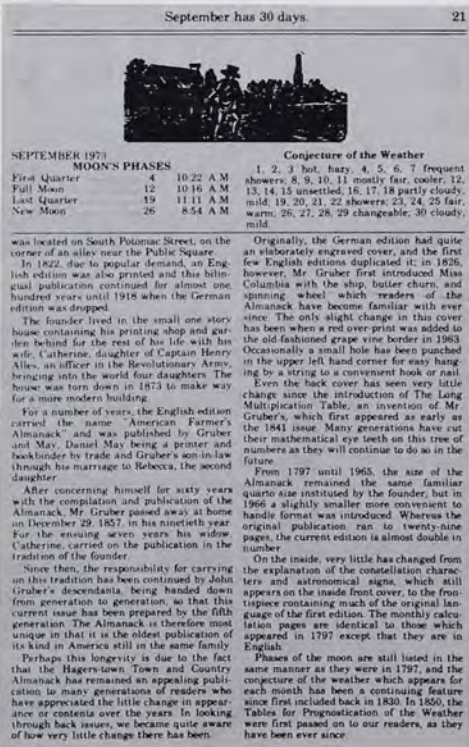 September has 30 days.
21
SEPTEMBER 1973
MOON'S PHASES
First Quarter 4 10:22 A.M.
Full Moon 12 10:16 A.M.
Last Quarter 19 11:11 A.M.
New Moon 26 8:54 A.M.
Conjecture of the Weather
1, 2, 3 hot, hazy, 4, 5, 6, 7 frequent
showers; 8, 9, 10, 11 mostly fair, cooler; 12,
13, 14, 15 unsettled; 16, 17, 18 partly cloudy,
mild; 19, 20, 21, 22 showers; 23, 24, 25 fair,
warm; 26, 27, 28, 29 changeable; 30 cloudy,
mild.
was located on South Potomac Street, on the
corner of an alley near the Public Square.
In 1822, due to popular demand, an Eng-
lish edition was also printed and this bilin-
gual publication continued for almost one
hundred years until 1918 when the German
edition was dropped.
The founder lived in the small one story
house containing his printing shop and gar-
den behind for the rest of his life with his
wife, Catherine, daughter of Captain Henry
Alles, an officer in the Revolutionary Army,
bringing into the world four daughters. The
house was torn down in 1873 to make way
for a more modern building.
For a number of years, the English edition
carried the name "American Farmer's
Almanack" and was published by Gruber
and May, Daniel May being a printer and
bookbinder by trade and Gruber's son-in-law
through his marriage to Rebecca, the second
daughter.
After concerning himself for sixty years
with the compilation and publication of the
Almanack, Mr. Gruber passed away at home
on December 29, 1857, in his ninetieth year.
For the ensuing seven years his widow,
Catherine, carried on the publication in the
tradition of the founder.
Since then, the responsibility for carrying
on this tradition has been continued by John
Gruber's descendants, being handed down
from generation to generation, so that this
current issue has been prepared by the fifth
generation. The Almanack is therefore most
unique in that it is the oldest publication of
its kind in America still in the same family.
Perhaps this longevity is due to the fact
that the Hagers-town Town and Country
Almanack has remained an appealing publi-
cation to many generations of readers who
have appreciated the little change in appear-
ance or contents over the years. In looking
through back issues, we became quite aware
of how very little change there has been.
Originally, the German edition had quite
an elaborately engraved cover, and the first
few English editions duplicated it; in 1826,
however, Mr. Gruber first introduced Miss
Columbia with the ship, butter churn, and
spinning wheel which readers of the
Almanack have become familiar with ever
since. The only slight change in this cover
has been when a red over-print was added to
the old-fashioned grape vine border in 1963.
Occasionally a small hole has been punched
in the upper left hand corner for easy hang-
ing by a string to a convenient hook or nail.
Even the back cover has seen very little
change since the introduction of The Long
Multiplication Table, an invention of Mr.
Gruber's, which first appeared as early as
the 1841 issue. Many generations have cut
their mathematical eye teeth on this tree of
numbers as they will continue to do so in the
future.
From 1797 until 1965, the size of the
Almanack remained the same familiar
quarto size instituted by the founder, but in
1966 a slightly smaller more convenient to
handle format was introduced. Whereas the
original publication ran to twenty-nine
pages, the current edition is almost double in
number.
On the inside, very little has changed from
the explanation of the constellation charac-
ters and astronomical signs, which still
appears on the inside front cover, to the fron-
tispiece containing much of the original lan-
guage of the first edition. The monthly calcu-
lation pages are identical to those which
appeared in 1797 except that they are in
English.
Phases of the moon are still listed in the
same manner as they were in 1797, and the
conjecture of the weather which appears for
each month has been a continuing feature
since first included back in 1830. In 1850, the
Tables for Prognostication of the Weather
were first passed on to our readers, as they
have been ever since.